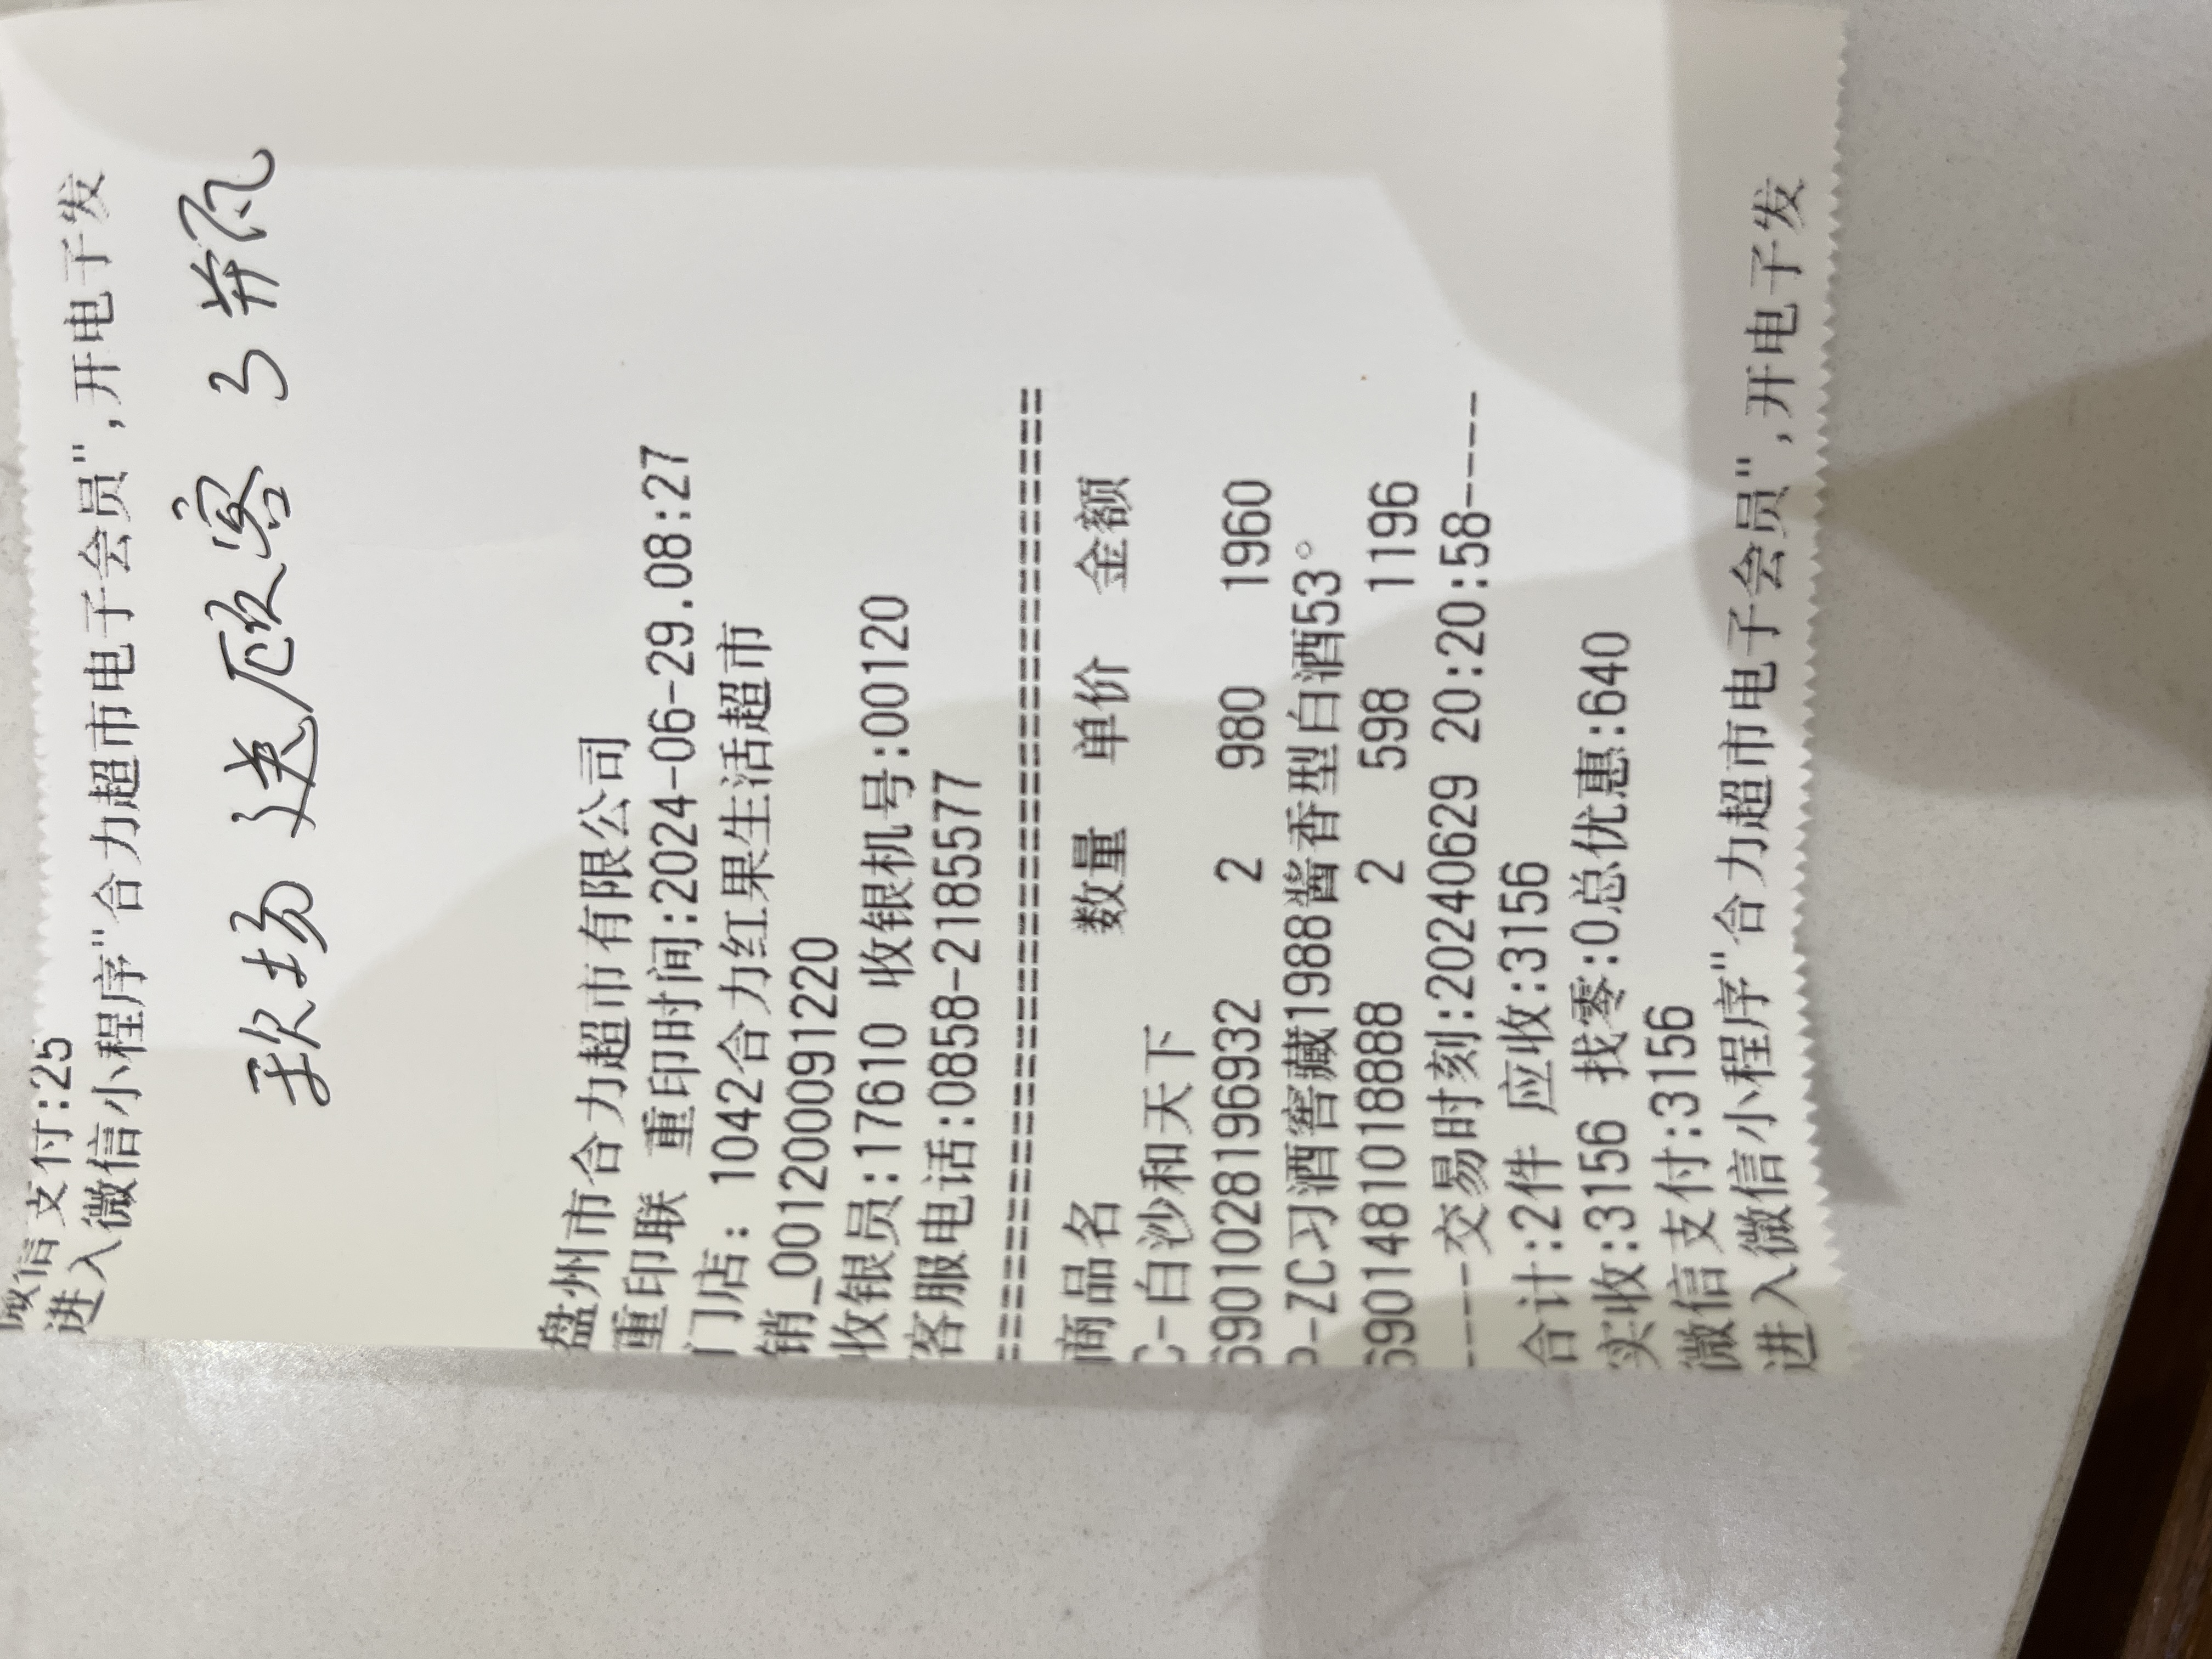 微信支付:25
进入微信小程序"合力超市电子会员",开电子发
现场送顾客3瓶
盘州市合力超市有限公司
重印联 重印时间:2024-06-29.08:27
门店: 1042合力红果生活超市
销_001200091220
收银员:17610 收银机号:00120
客服电话:0858-2185577
==========================================
商品名 数量 单价 金额
C-白沙和天下
6901028196932 2 980 1960
P-ZC习酒窖藏1988酱香型白酒53°
6901481018888 2 598 1196
-----交易时刻:20240629 20:20:58----
合计:2件 应收:3156
实收:3156 找零:0总优惠:640
微信支付:3156
进入微信小程序"合力超市电子会员",开电子发